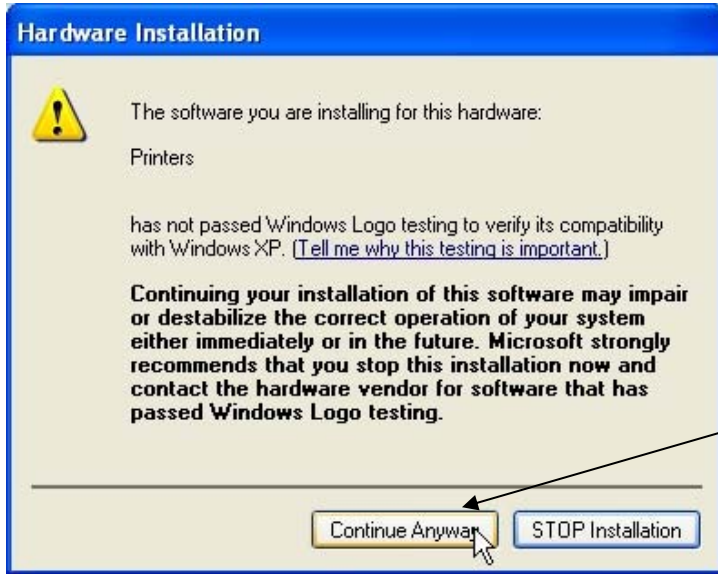 Hardware Installation
The software you are installing for this hardware:
Printers
has not passed Windows Logo testing to verify its compatibility
with Windows XP. (Tell me why this testing is important.)
Continuing your installation of this software may impair
or destabilize the correct operation of your system
either immediately or in the future. Microsoft strongly
recommends that you stop this installation now and
contact the hardware vendor for software that has
passed Windows Logo testing.
Continue Anyway STOP Installation